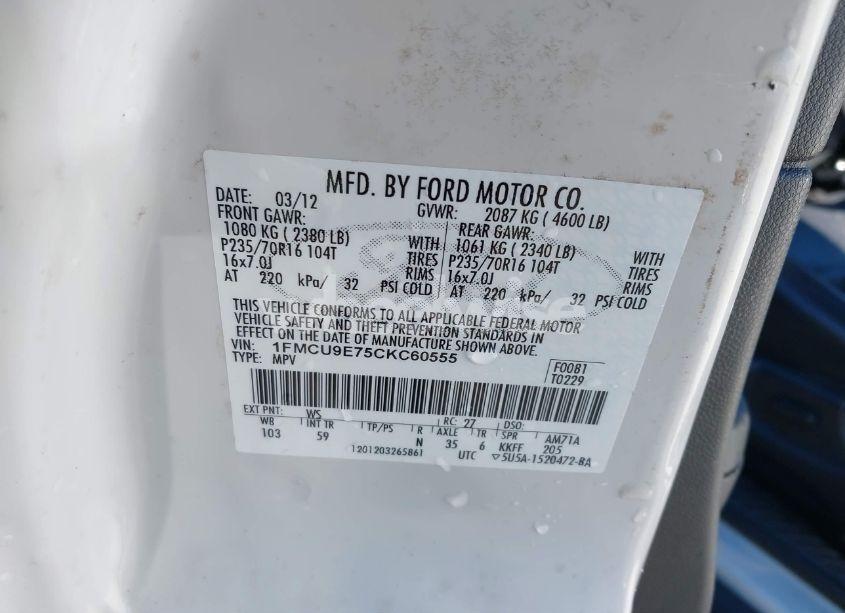 MFD. BY FORD MOTOR CO.
DATE: 03/12 GVWR: 2087 KG ( 4600 LB)
FRONT GAWR: REAR GAWR:
1080 KG ( 2380 LB) WITH 1061 KG ( 2340 LB) WITH
P235/70R16 104T TIRES P235/70R16 104T TIRES
16x7.0J RIMS 16x7.0J RIMS
AT 220 kPa/ 32 PSI COLD AT 220 kPa/ 32 PSI COLD
THIS VEHICLE CONFORMS TO ALL APPLICABLE FEDERAL MOTOR
VEHICLE SAFETY AND THEFT PREVENTION STANDARDS IN
EFFECT ON THE DATE OF MANUFACTURE SHOWN ABOVE.
VIN: 1FMCU9E75CKC60555
TYPE: MPV
F0081
T0229
EXT PNT: WS RC: 27 DSO:
WB INT TR TP/PS R AXLE TR SPR AM71A
103 59 N 35 6 KKFF 205
1201203265861 UTC ▽5U5A-1520472-BA